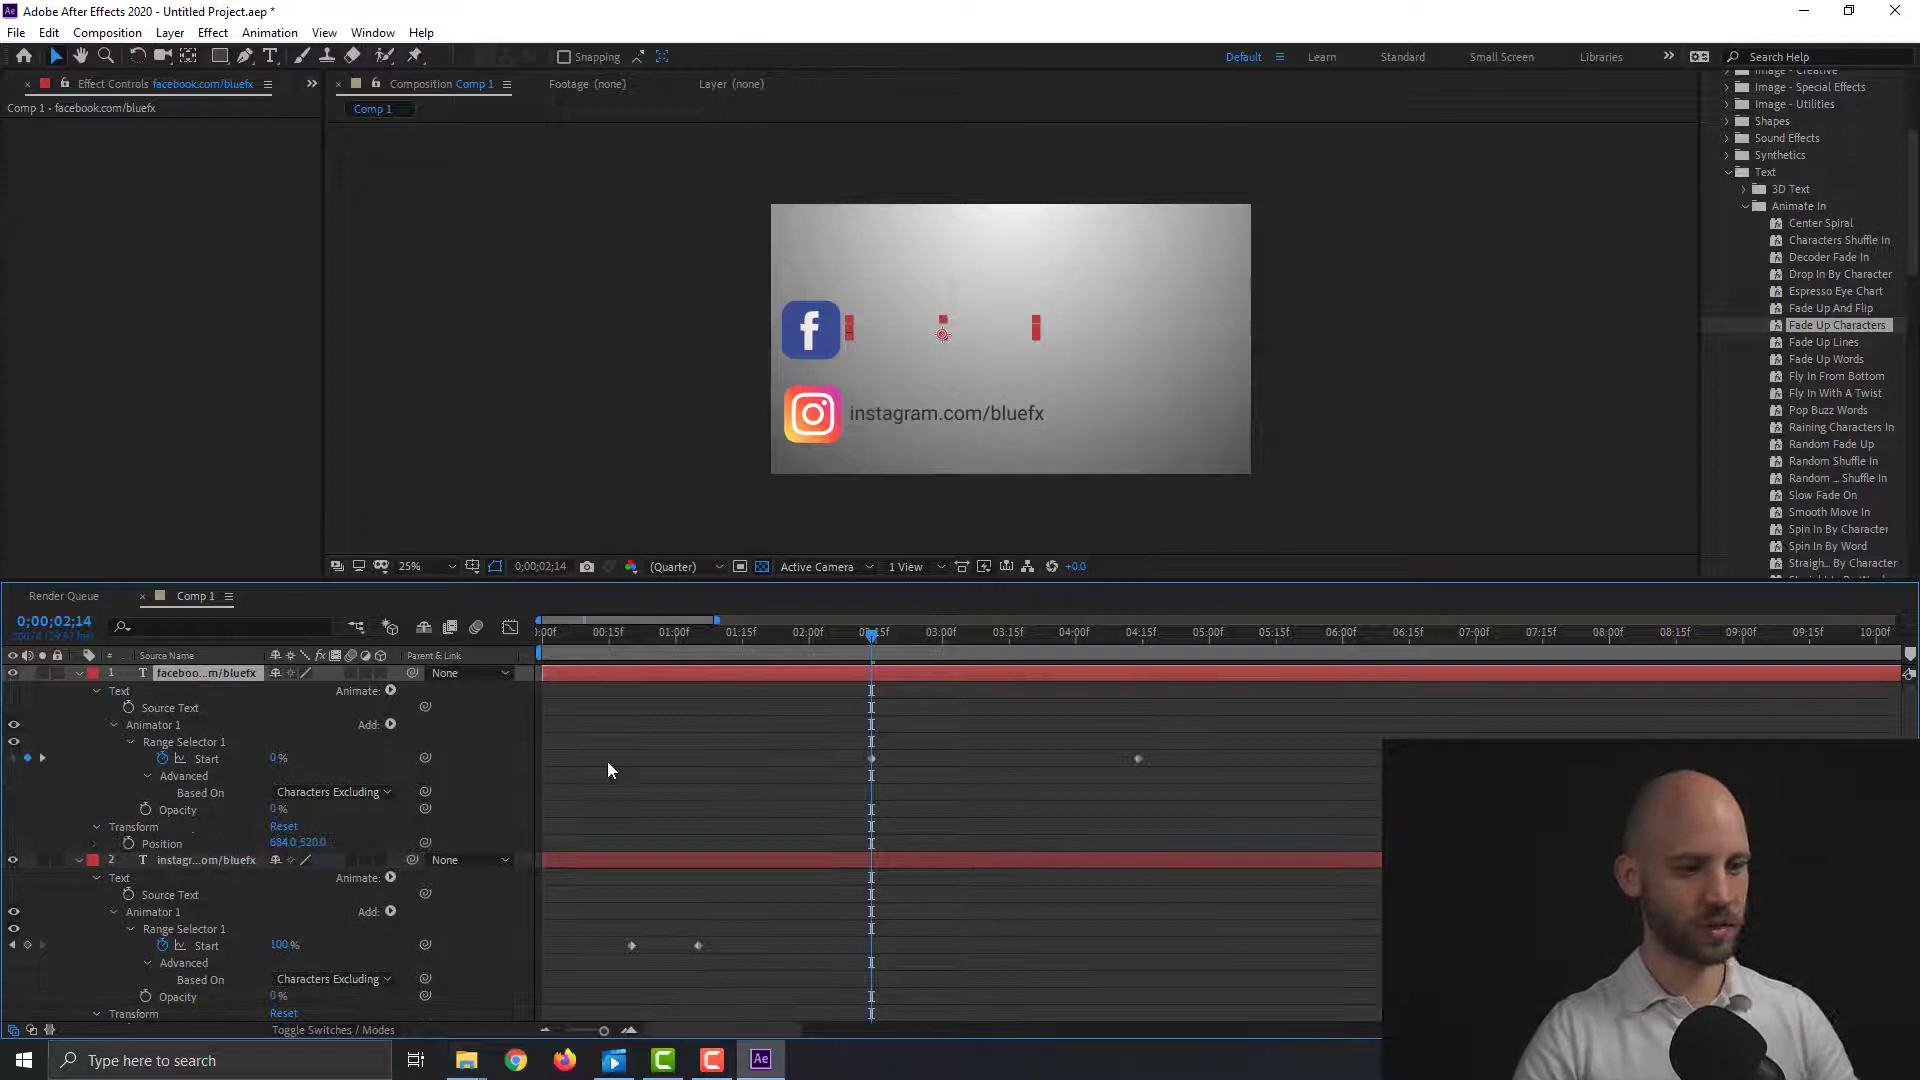 Adobe After Effects 2020 - Untitled Project.aep *
File Edit Composition Layer Effect Animation View Window Help
Snapping Default Learn Standard Small Screen Libraries Search Help
Effect Controls facebook.com/bluefx Composition Comp 1 Footage (none) Layer (none)
Comp 1 - facebook.com/bluefx Comp 1
Image - Creative
Image - Special Effects
Image - Utilities
Shapes
Sound Effects
Synthetics
Text
3D Text
Animate In
Center Spiral
Characters Shuffle In
Decoder Fade In
Drop In By Character
Espresso Eye Chart
Fade Up And Flip
Fade Up Characters
Fade Up Lines
Fade Up Words
Fly In From Bottom
Fly In With A Twist
Pop Buzz Words
Raining Characters In
Random Fade Up
Random Shuffle In
Random ... Shuffle In
Slow Fade On
Smooth Move In
Spin In By Character
Spin In By Word
Straigh... By Character
f
instagram.com/bluefx
25% 0;00;02;14 (Quarter) Active Camera 1 View +0.0
Render Queue Comp 1
0;00;02;14
:00f 00:15f 01:00f 01:15f 02:00f 03:00f 03:15f 04:00f 04:15f 05:00f 05:15f 06:00f 06:15f 07:00f 07:15f 08:00f 08:15f 09:00f 09:15f 10:00f
# Source Name fx Parent & Link
1 T faceboo...m/bluefx None
Text Animate:
Source Text
Animator 1 Add:
Range Selector 1
Start 0%
Advanced
Based On Characters Excluding
Opacity 0%
Transform Reset
Position 684.0,520.0
2 T instagr...om/bluefx None
Text Animate:
Source Text
Animator 1 Add:
Range Selector 1
Start 100%
Advanced
Based On Characters Excluding
Opacity 0%
Transform Reset
Toggle Switches / Modes
Type here to search
Ae